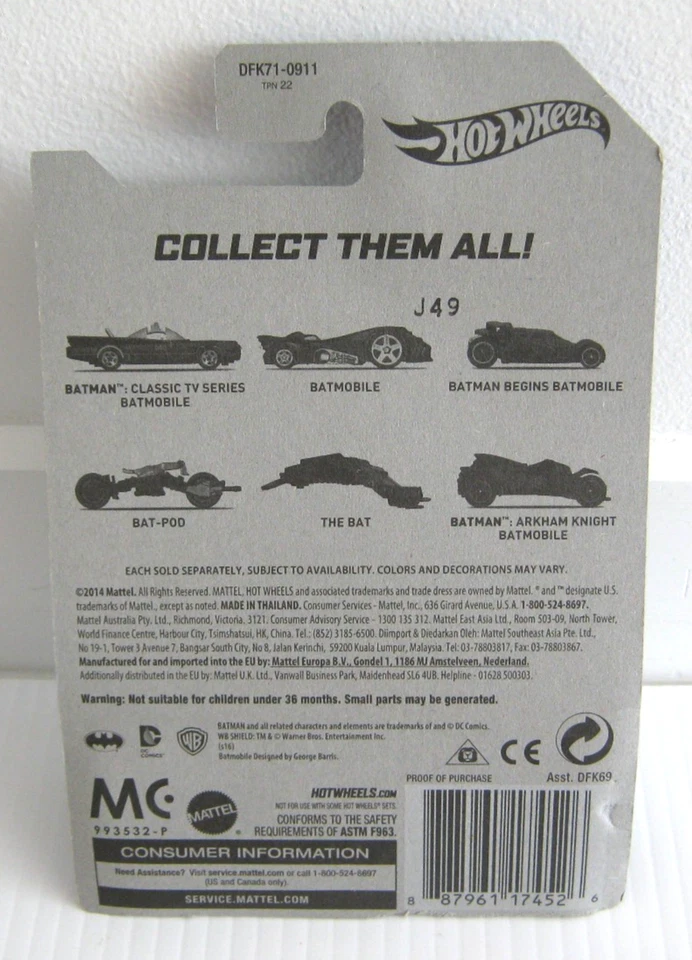 DFK71-0911
TPN 22
HOT WHEELS
COLLECT THEM ALL!
J49
BATMAN™: CLASSIC TV SERIES BATMOBILE
BATMOBILE
BATMAN BEGINS BATMOBILE
BAT-POD
THE BAT
BATMAN™: ARKHAM KNIGHT BATMOBILE
EACH SOLD SEPARATELY, SUBJECT TO AVAILABILITY. COLORS AND DECORATIONS MAY VARY.
©2014 Mattel. All Rights Reserved. MATTEL, HOT WHEELS and associated trademarks and trade dress are owned by Mattel. ® and ™ designate U.S.
trademarks of Mattel., except as noted. MADE IN THAILAND. Consumer Services - Mattel, Inc., 636 Girard Avenue, U.S.A. 1-800-524-8697.
Mattel Australia Pty. Ltd., Richmond, Victoria. 3121. Consumer Advisory Service - 1300 135 312. Mattel East Asia Ltd., Room 503-09, North Tower,
World Finance Centre, Harbour City, Tsimshatsui, HK, China. Tel.: (852) 3185-6500. Diimport & Diedarkan Oleh: Mattel Southeast Asia Pte. Ltd.,
No 19-1, Tower 3 Avenue 7, Bangsar South City, No 8, Jalan Kerinchi, 59200 Kuala Lumpur, Malaysia. Tel: 03-78803817, Fax: 03-78803867.
Manufactured for and imported into the EU by: Mattel Europa B.V., Gondel 1, 1186 MJ Amstelveen, Nederland.
Additionally distributed in the EU by: Mattel U.K. Ltd., Vanwall Business Park, Maidenhead SL6 4UB. Helpline - 01628 500303.
Warning: Not suitable for children under 36 months. Small parts may be generated.
DC
COMICS™
WB
BATMAN and all related characters and elements are trademarks of and © DC Comics.
WB SHIELD: TM & © Warner Bros. Entertainment Inc.
(s16)
Batmobile Designed by George Barris.
CE
PROOF OF PURCHASE
Asst. DFK69
MC
993532-P
MATTEL®
HOTWHEELS.COM
NOT FOR USE WITH SOME HOT WHEELS® SETS.
CONFORMS TO THE SAFETY
REQUIREMENTS OF ASTM F963.
CONSUMER INFORMATION
Need Assistance? Visit service.mattel.com or call 1-800-524-8697
(US and Canada only).
SERVICE.MATTEL.COM
8 87961 17452 6